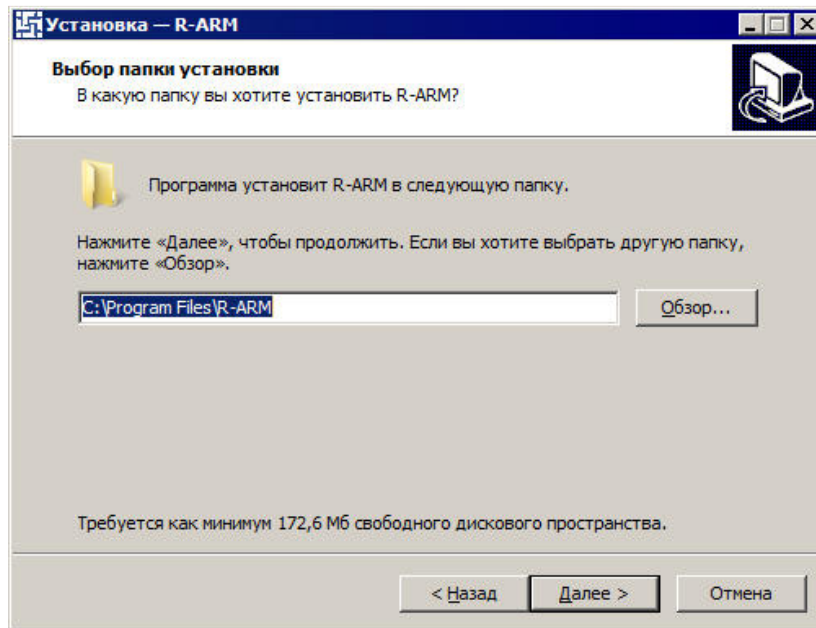 Установка — R-ARM
Выбор папки установки
В какую папку вы хотите установить R-ARM?
Программа установит R-ARM в следующую папку.
Нажмите «Далее», чтобы продолжить. Если вы хотите выбрать другую папку,
нажмите «Обзор».
C:\Program Files\R-ARM
Обзор...
Требуется как минимум 172,6 Мб свободного дискового пространства.
< Назад
Далее >
Отмена